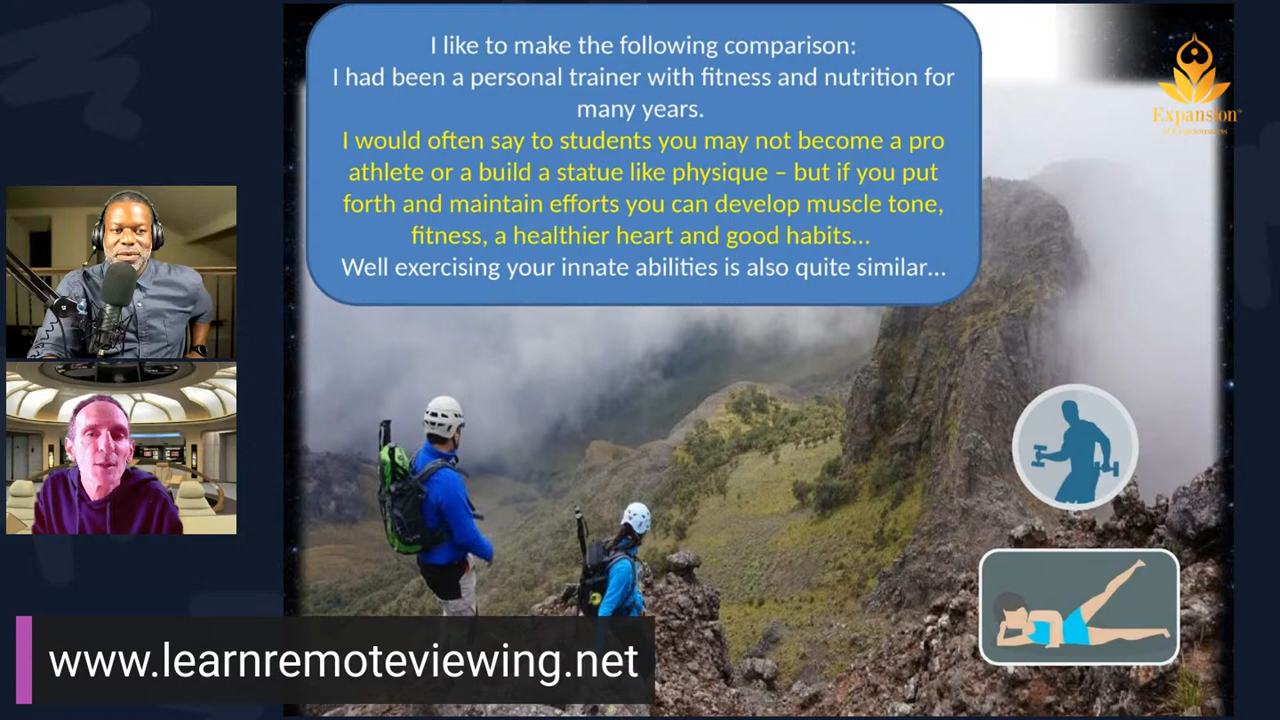 I like to make the following comparison:
I had been a personal trainer with fitness and nutrition for
many years.
I would often say to students you may not become a pro
athlete or a build a statue like physique – but if you put
forth and maintain efforts you can develop muscle tone,
fitness, a healthier heart and good habits...
Well exercising your innate abilities is also quite similar...
Expansion
of Consciousness
www.learnremoteviewing.net